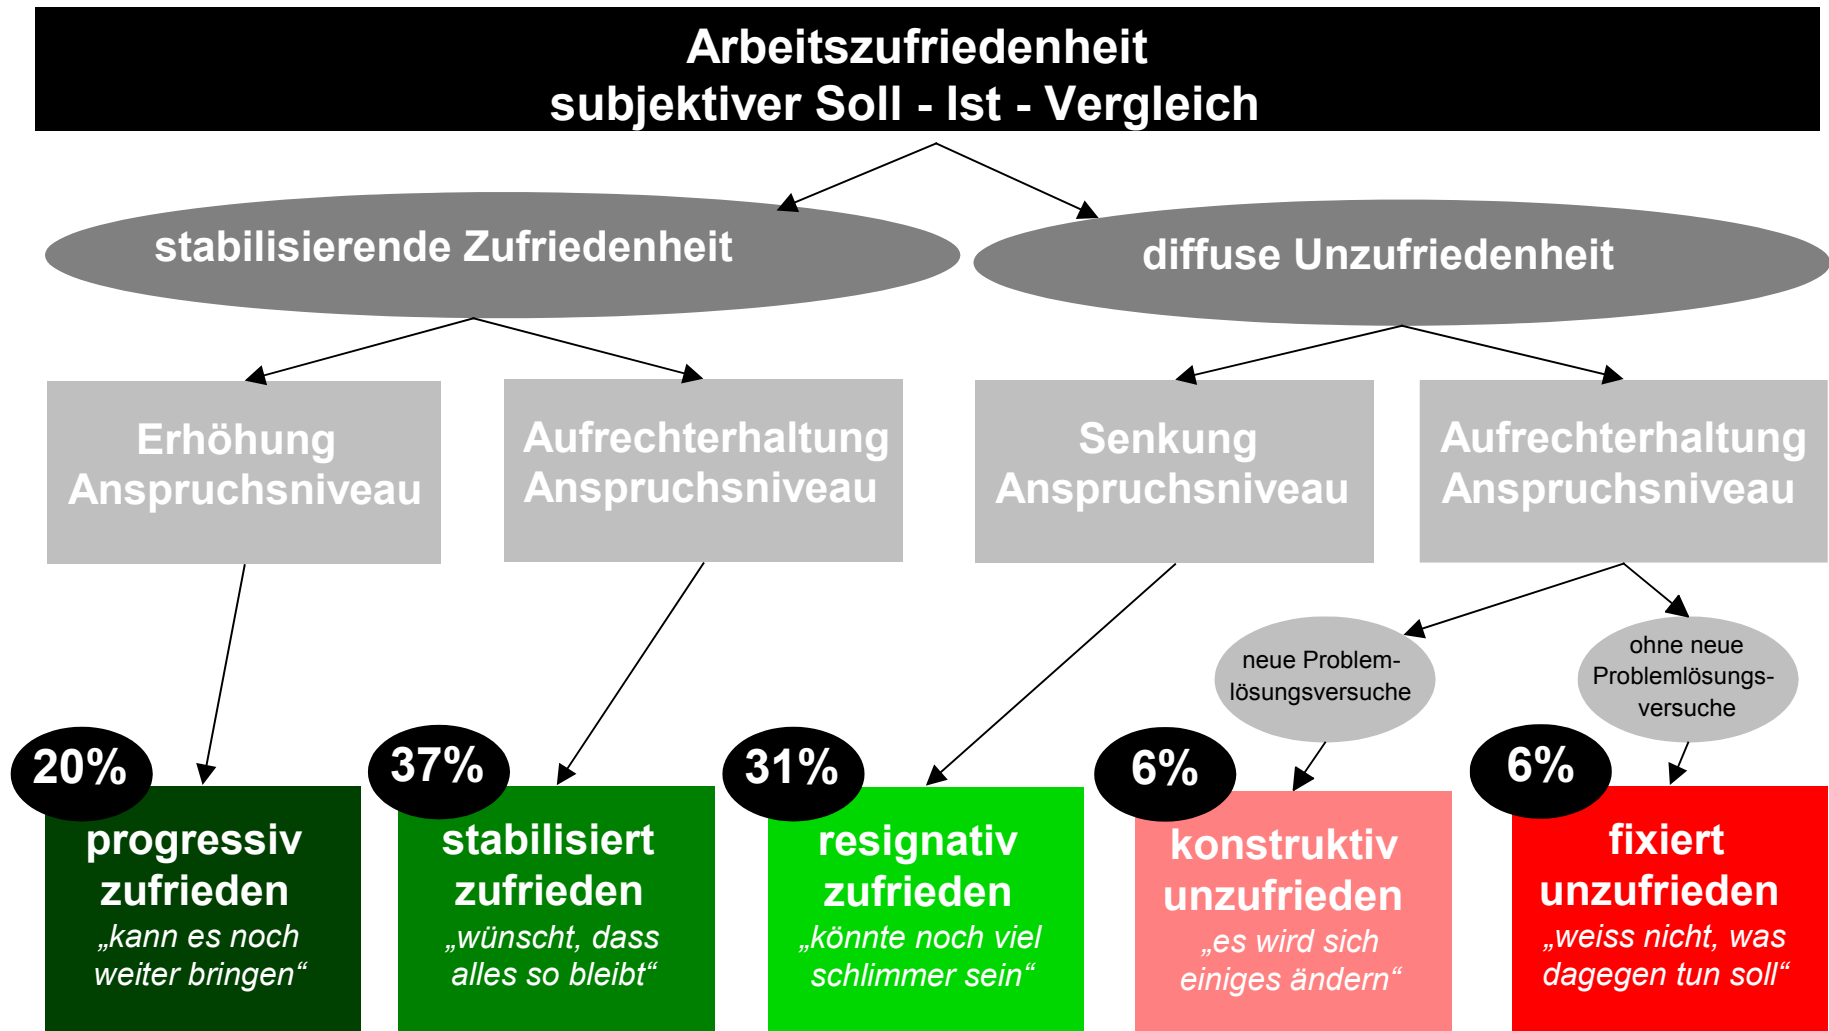 Arbeitszufriedenheit
subjektiver Soll - Ist - Vergleich
stabilisierende Zufriedenheit
diffuse Unzufriedenheit
Erhöhung
Anspruchsniveau
Aufrechterhaltung
Anspruchsniveau
Senkung
Anspruchsniveau
Aufrechterhaltung
Anspruchsniveau
neue Problem-
lösungsversuche
ohne neue
Problemlösungs-
versuche
20%
progressiv
zufrieden
„kann es noch
weiter bringen“
37%
stabilisiert
zufrieden
„wünscht, dass
alles so bleibt“
31%
resignativ
zufrieden
„könnte noch viel
schlimmer sein“
6%
konstruktiv
unzufrieden
„es wird sich
einiges ändern“
6%
fixiert
unzufrieden
„weiss nicht, was
dagegen tun soll“